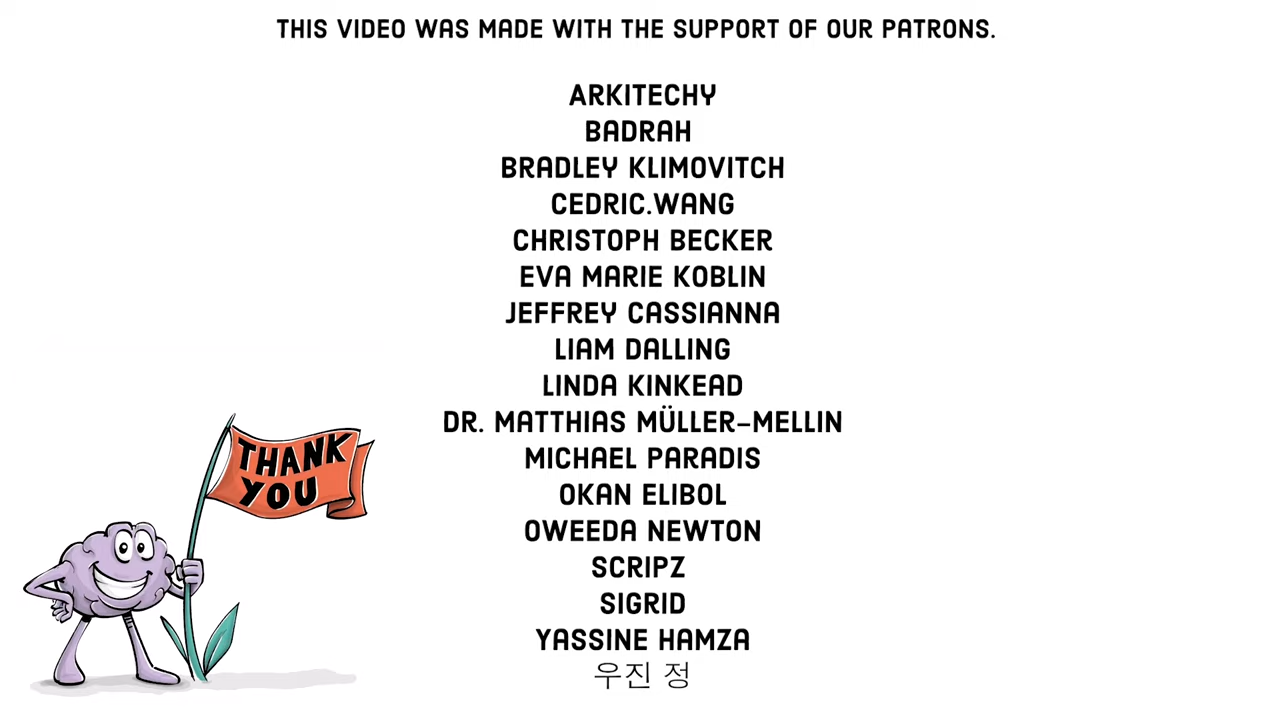 THIS VIDEO WAS MADE WITH THE SUPPORT OF OUR PATRONS.
ARKITECHY
BADRAH
BRADLEY KLIMOVITCH
CEDRIC.WANG
CHRISTOPH BECKER
EVA MARIE KOBLIN
JEFFREY CASSIANNA
LIAM DALLING
LINDA KINKEAD
DR. MATTHIAS MÜLLER-MELLIN
MICHAEL PARADIS
OKAN ELIBOL
OWEEDA NEWTON
SCRIPZ
SIGRID
YASSINE HAMZA
우진 정
THANK
YOU